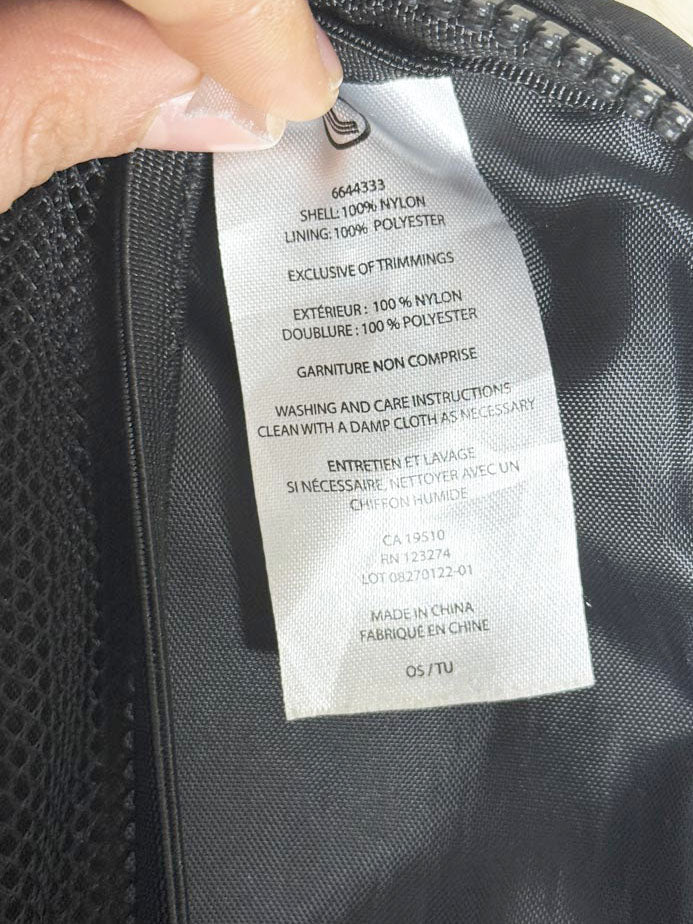 6644333
SHELL: 100% NYLON
LINING: 100% POLYESTER
EXCLUSIVE OF TRIMMINGS
EXTÉRIEUR : 100 % NYLON
DOUBLURE : 100 % POLYESTER
GARNITURE NON COMPRISE
WASHING AND CARE INSTRUCTIONS
CLEAN WITH A DAMP CLOTH AS NECESSARY
ENTRETIEN ET LAVAGE
SI NÉCESSAIRE, NETTOYER AVEC UN
CHIFFON HUMIDE
CA 19510
RN 123274
LOT 08270122-01
MADE IN CHINA
FABRIQUÉ EN CHINE
OS / TU